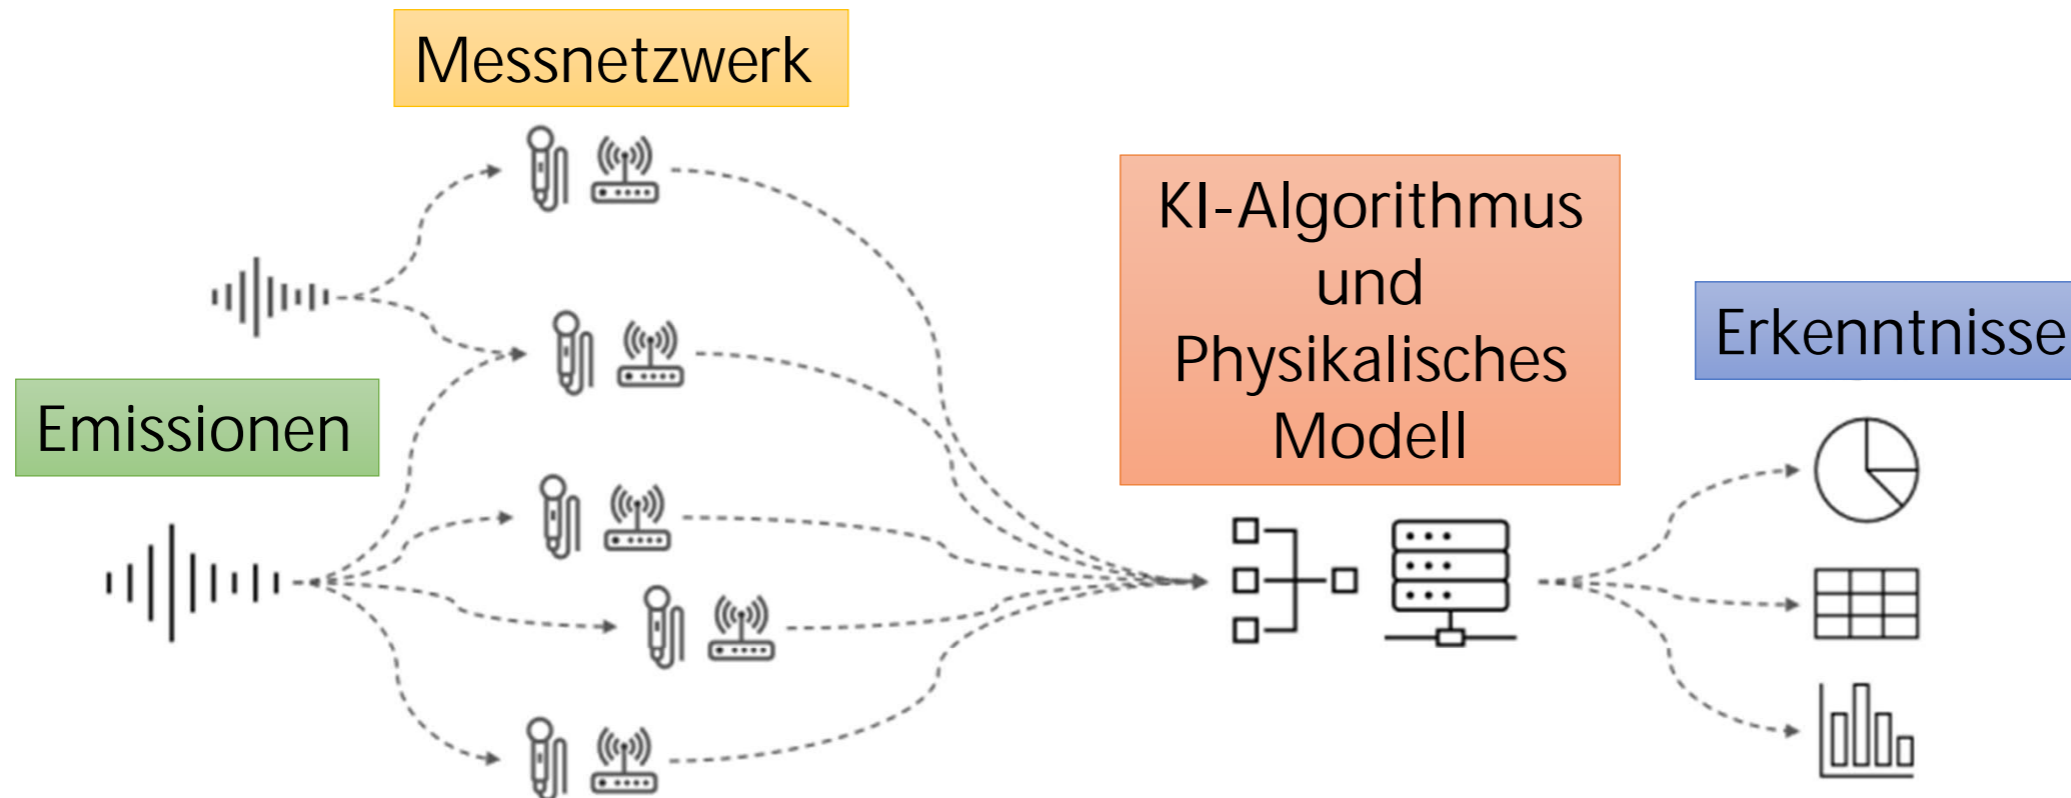 Messnetzwerk
KI-Algorithmus
und
Physikalisches
Modell
Erkenntnisse
Emissionen